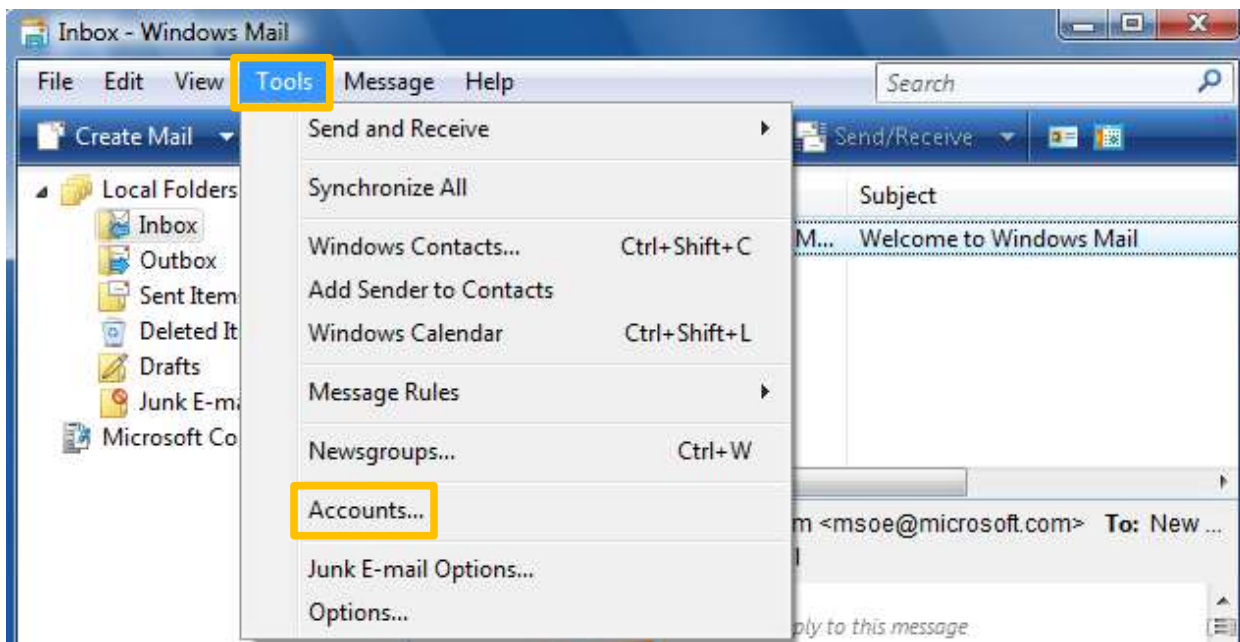 Inbox - Windows Mail
File Edit View Tools Message Help Search
Create Mail Send/Receive
Send and Receive
Synchronize All
Windows Contacts... Ctrl+Shift+C
Add Sender to Contacts
Windows Calendar Ctrl+Shift+L
Message Rules
Newsgroups... Ctrl+W
Accounts...
Junk E-mail Options...
Options...
Local Folders
Inbox
Outbox
Sent Item
Deleted It
Drafts
Junk E-ma
Microsoft Co
Subject
M... Welcome to Windows Mail
m <msoe@microsoft.com> To: New ...
ply to this message